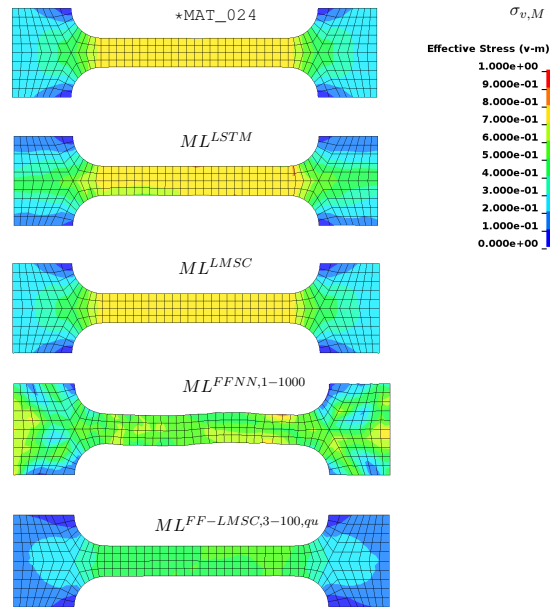 *MAT_024
σ_{v,M}
Effective Stress (v-m)
1.000e+00
9.000e-01
8.000e-01
7.000e-01
6.000e-01
5.000e-01
4.000e-01
3.000e-01
2.000e-01
1.000e-01
0.000e+00
ML^{LSTM}
ML^{LMSC}
ML^{FFNN,1−1000}
ML^{FF−LMSC,3−100,qu}